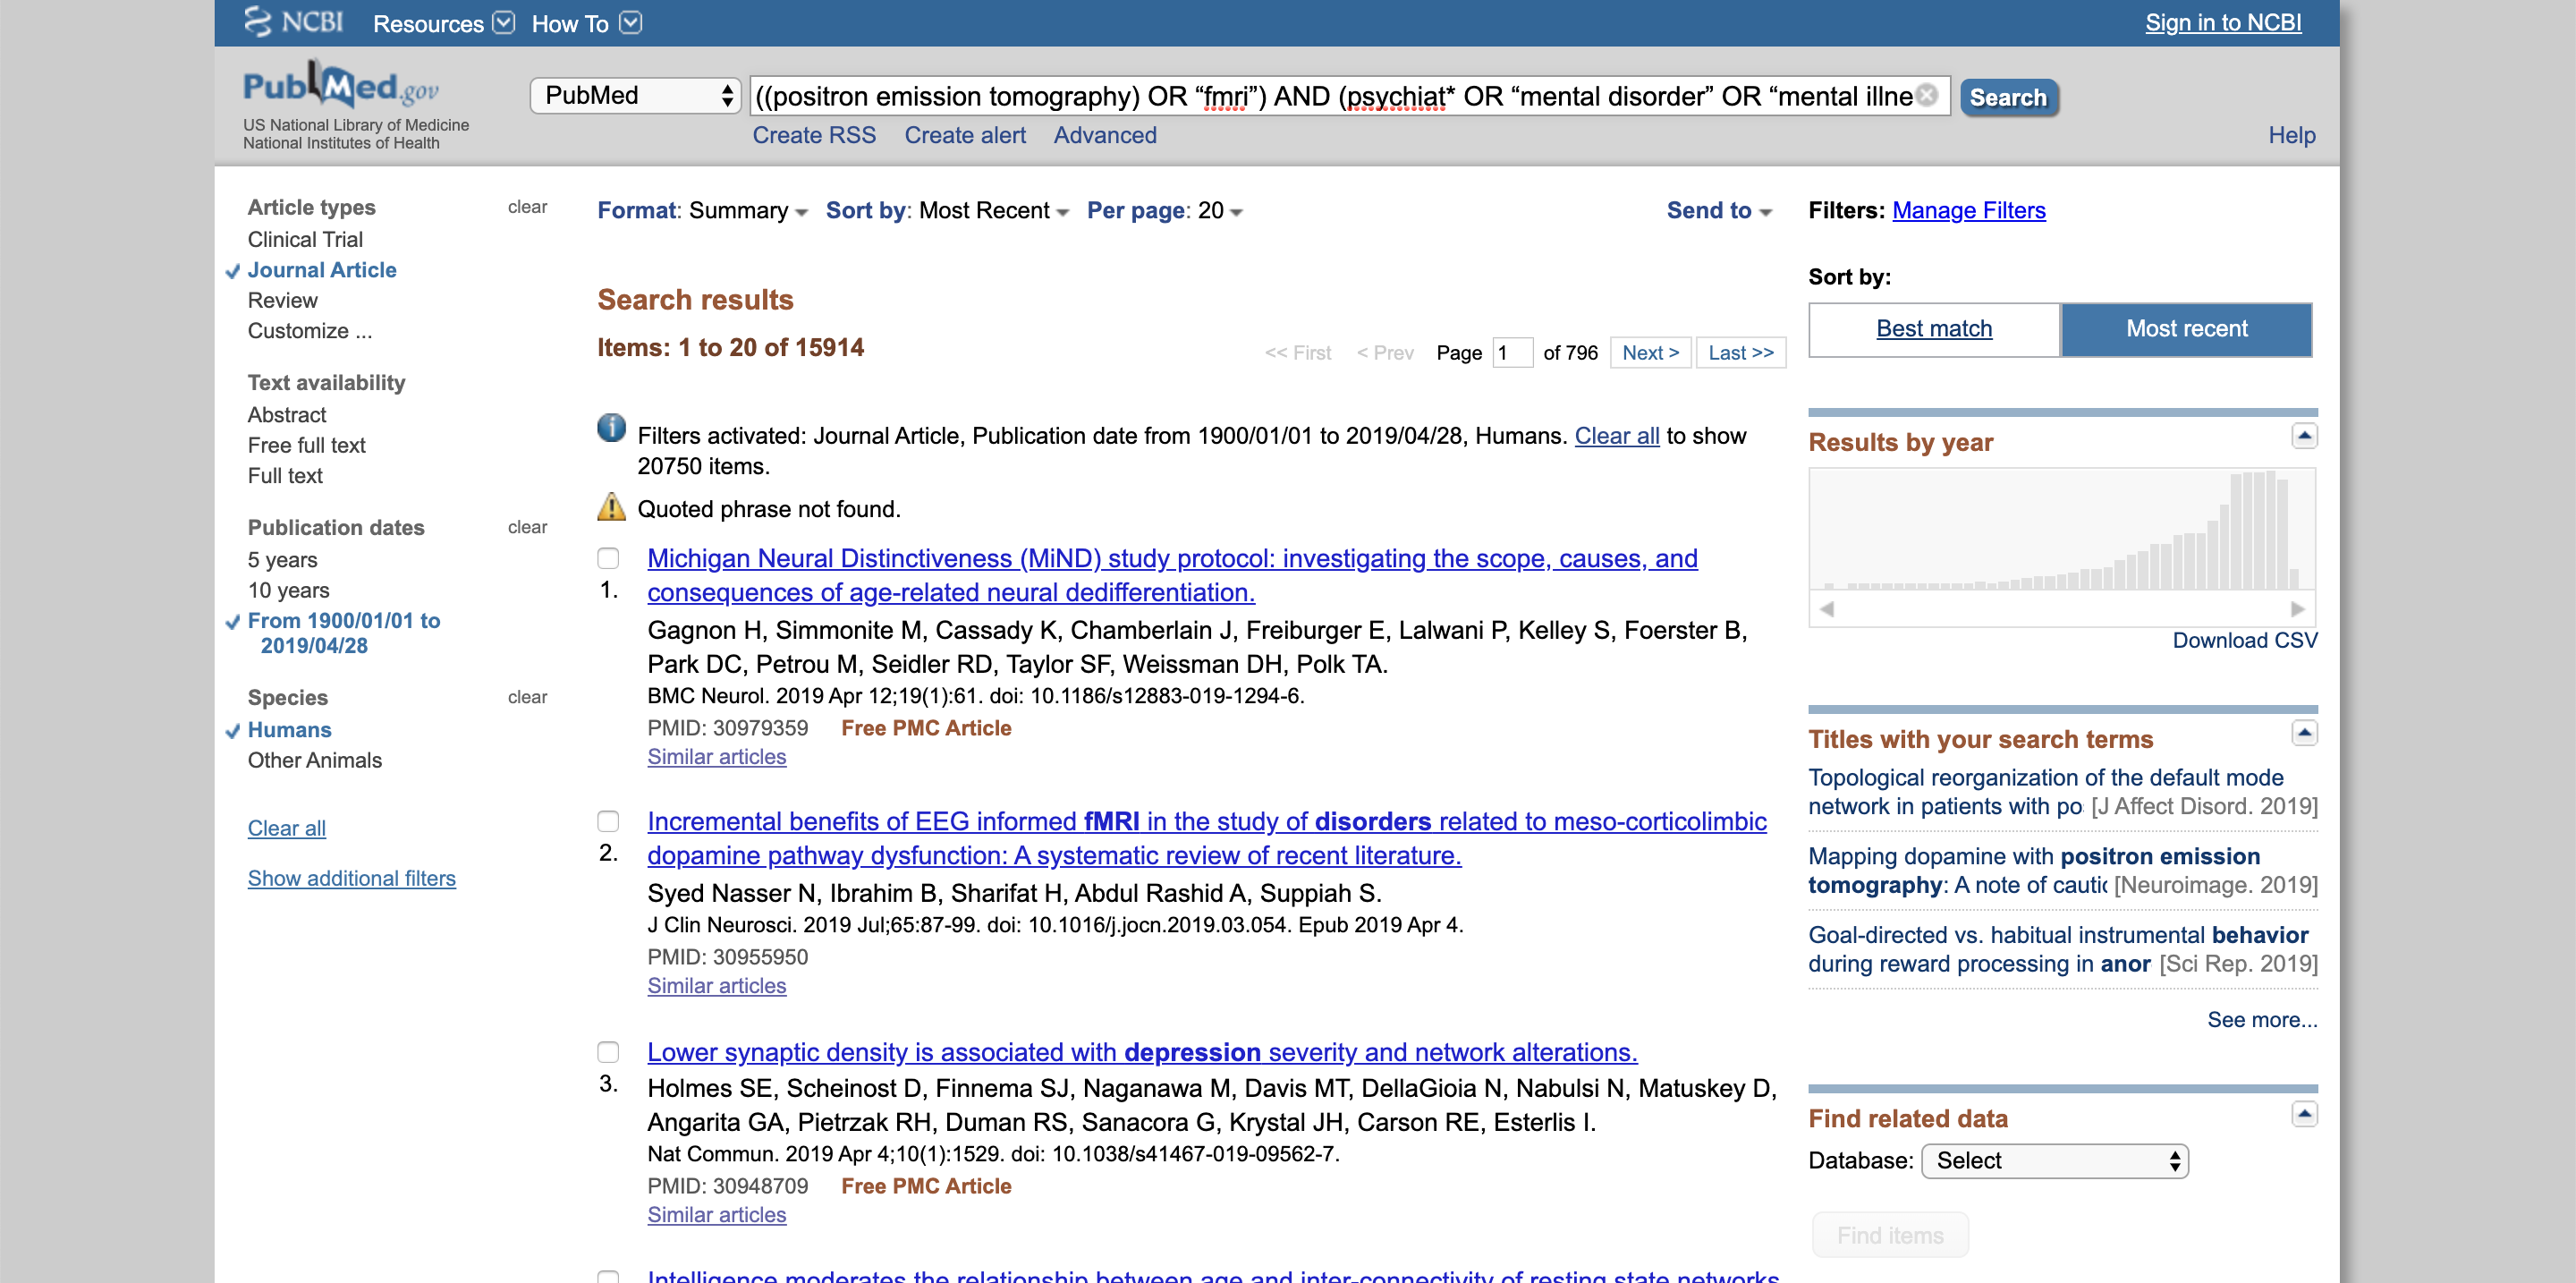 NCBI Resources How To Sign in to NCBI
PubMed.gov
US National Library of Medicine
National Institutes of Health
PubMed
((positron emission tomography) OR “fmri”) AND (psychiat* OR “mental disorder” OR “mental illne
Search
Create RSS Create alert Advanced
Help
Article types clear
Clinical Trial
Journal Article
Review
Customize ...
Text availability
Abstract
Free full text
Full text
Publication dates clear
5 years
10 years
From 1900/01/01 to
2019/04/28
Species clear
Humans
Other Animals
Clear all
Show additional filters
Format: Summary Sort by: Most Recent Per page: 20 Send to
Search results
Items: 1 to 20 of 15914
<< First < Prev Page 1 of 796 Next > Last >>
Filters activated: Journal Article, Publication date from 1900/01/01 to 2019/04/28, Humans. Clear all to show
20750 items.
Quoted phrase not found.
Michigan Neural Distinctiveness (MiND) study protocol: investigating the scope, causes, and
1. consequences of age-related neural dedifferentiation.
Gagnon H, Simmonite M, Cassady K, Chamberlain J, Freiburger E, Lalwani P, Kelley S, Foerster B,
Park DC, Petrou M, Seidler RD, Taylor SF, Weissman DH, Polk TA.
BMC Neurol. 2019 Apr 12;19(1):61. doi: 10.1186/s12883-019-1294-6.
PMID: 30979359 Free PMC Article
Similar articles
Incremental benefits of EEG informed fMRI in the study of disorders related to meso-corticolimbic
2. dopamine pathway dysfunction: A systematic review of recent literature.
Syed Nasser N, Ibrahim B, Sharifat H, Abdul Rashid A, Suppiah S.
J Clin Neurosci. 2019 Jul;65:87-99. doi: 10.1016/j.jocn.2019.03.054. Epub 2019 Apr 4.
PMID: 30955950
Similar articles
Lower synaptic density is associated with depression severity and network alterations.
3. Holmes SE, Scheinost D, Finnema SJ, Naganawa M, Davis MT, DellaGioia N, Nabulsi N, Matuskey D,
Angarita GA, Pietrzak RH, Duman RS, Sanacora G, Krystal JH, Carson RE, Esterlis I.
Nat Commun. 2019 Apr 4;10(1):1529. doi: 10.1038/s41467-019-09562-7.
PMID: 30948709 Free PMC Article
Similar articles
Intelligence moderates the relationship between age and inter-connectivity of resting state networks
Filters: Manage Filters
Sort by:
Best match Most recent
Results by year
Download CSV
Titles with your search terms
Topological reorganization of the default mode
network in patients with po [J Affect Disord. 2019]
Mapping dopamine with positron emission
tomography: A note of cautic [Neuroimage. 2019]
Goal-directed vs. habitual instrumental behavior
during reward processing in anor [Sci Rep. 2019]
See more...
Find related data
Database: Select
Find items